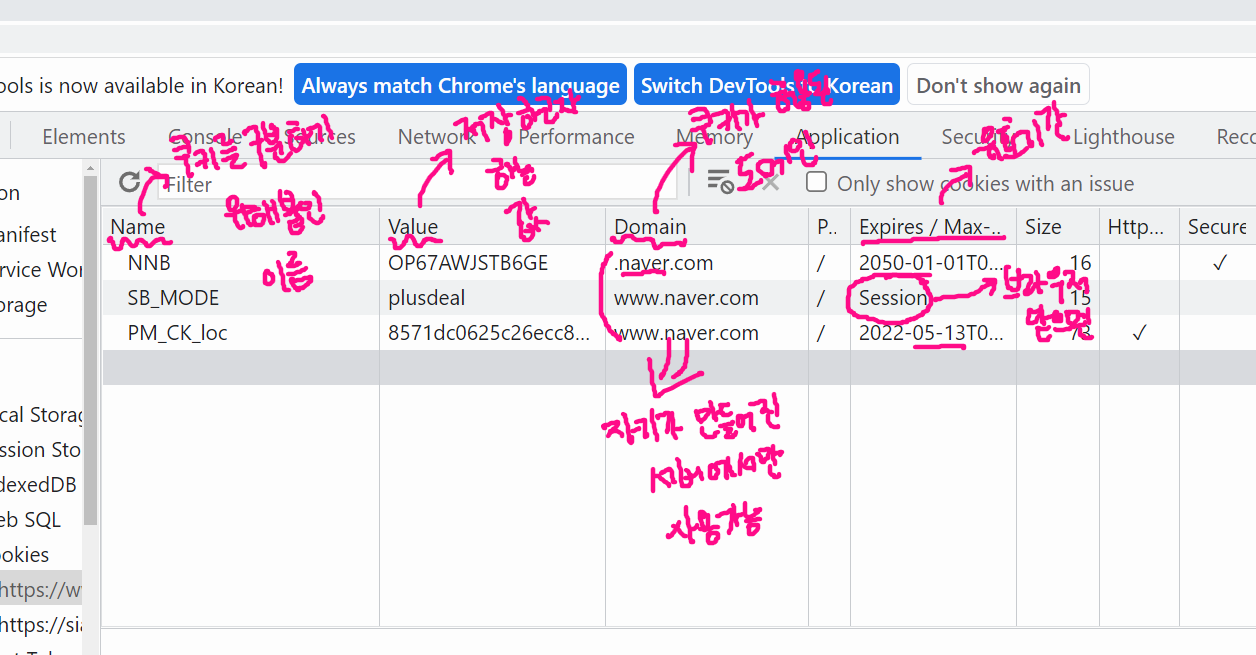 ools is now available in Korean! Always match Chrome's language Switch DevTools to Korean Don't show again
Elements Console Sources Network Performance Memory Application Security Lighthouse Reco
쿠키를 구분하기
위해 붙인
이름
저장하고자
하는
값
쿠키가 허용된
도메인
유효기간
Filter Only show cookies with an issue
Name Value Domain P.. Expires / Max-... Size Http... Secure
NNB OP67AWJSTB6GE .naver.com / 2050-01-01T0... 16 ✓
SB_MODE plusdeal www.naver.com / Session 15
PM_CK_loc 8571dc0625c26ecc8... www.naver.com / 2022-05-13T0... 73 ✓
브라우저
닫으면
자기가 만들어진
서버에서만
사용가능
on
anifest
ervice Wor
orage
cal Storag
ssion Sto
dexedDB
eb SQL
ookies
https://w
https://sia